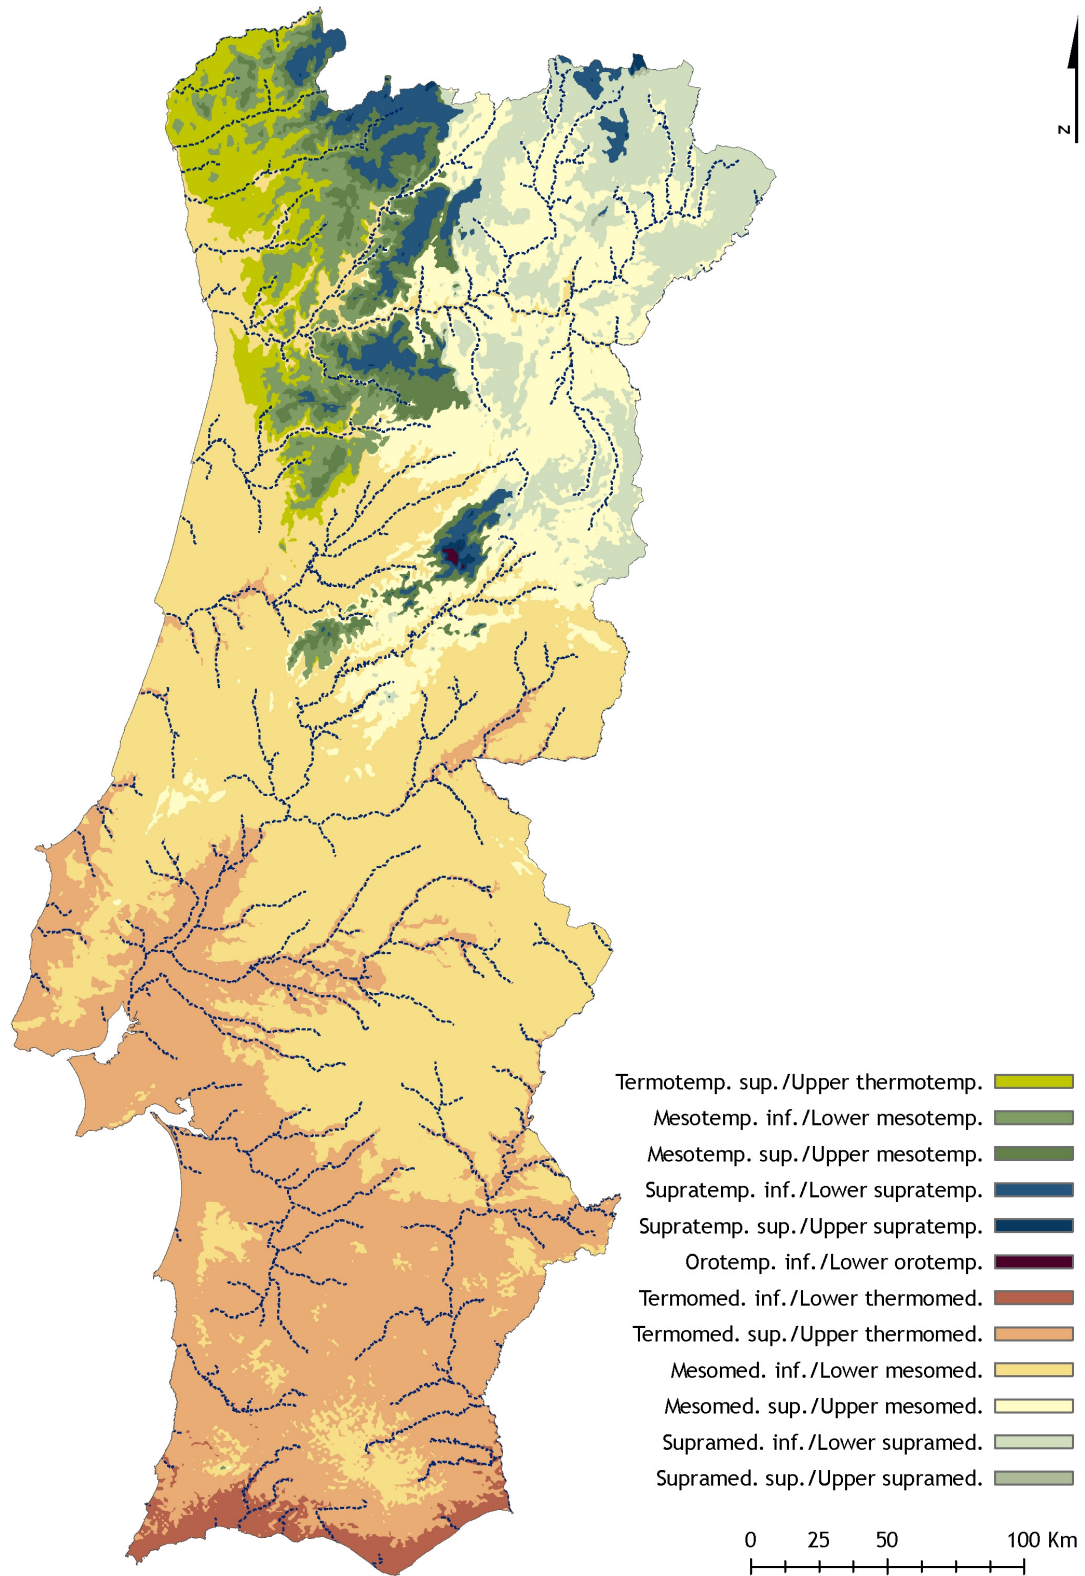 N
Termotemp. sup./Upper thermotemp.
Mesotemp. inf./Lower mesotemp.
Mesotemp. sup./Upper mesotemp.
Supratemp. inf./Lower supratemp.
Supratemp. sup./Upper supratemp.
Orotemp. inf./Lower orotemp.
Termomed. inf./Lower thermomed.
Termomed. sup./Upper thermomed.
Mesomed. inf./Lower mesomed.
Mesomed. sup./Upper mesomed.
Supramed. inf./Lower supramed.
Supramed. sup./Upper supramed.
0 25 50 100 Km